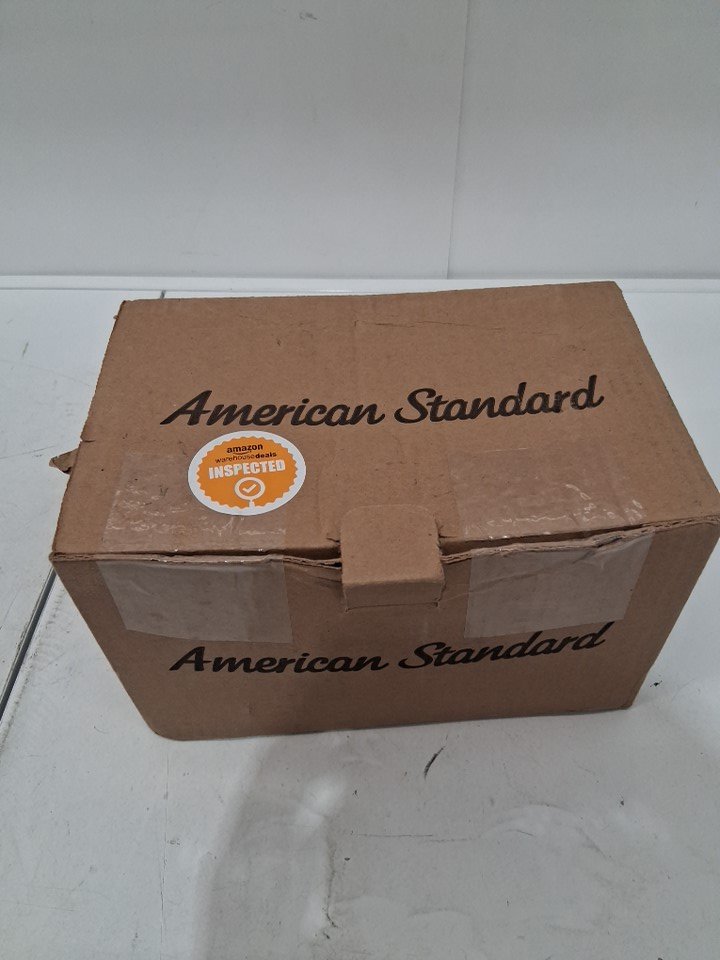 American Standard
amazon
warehousedeals
INSPECTED
American Standard